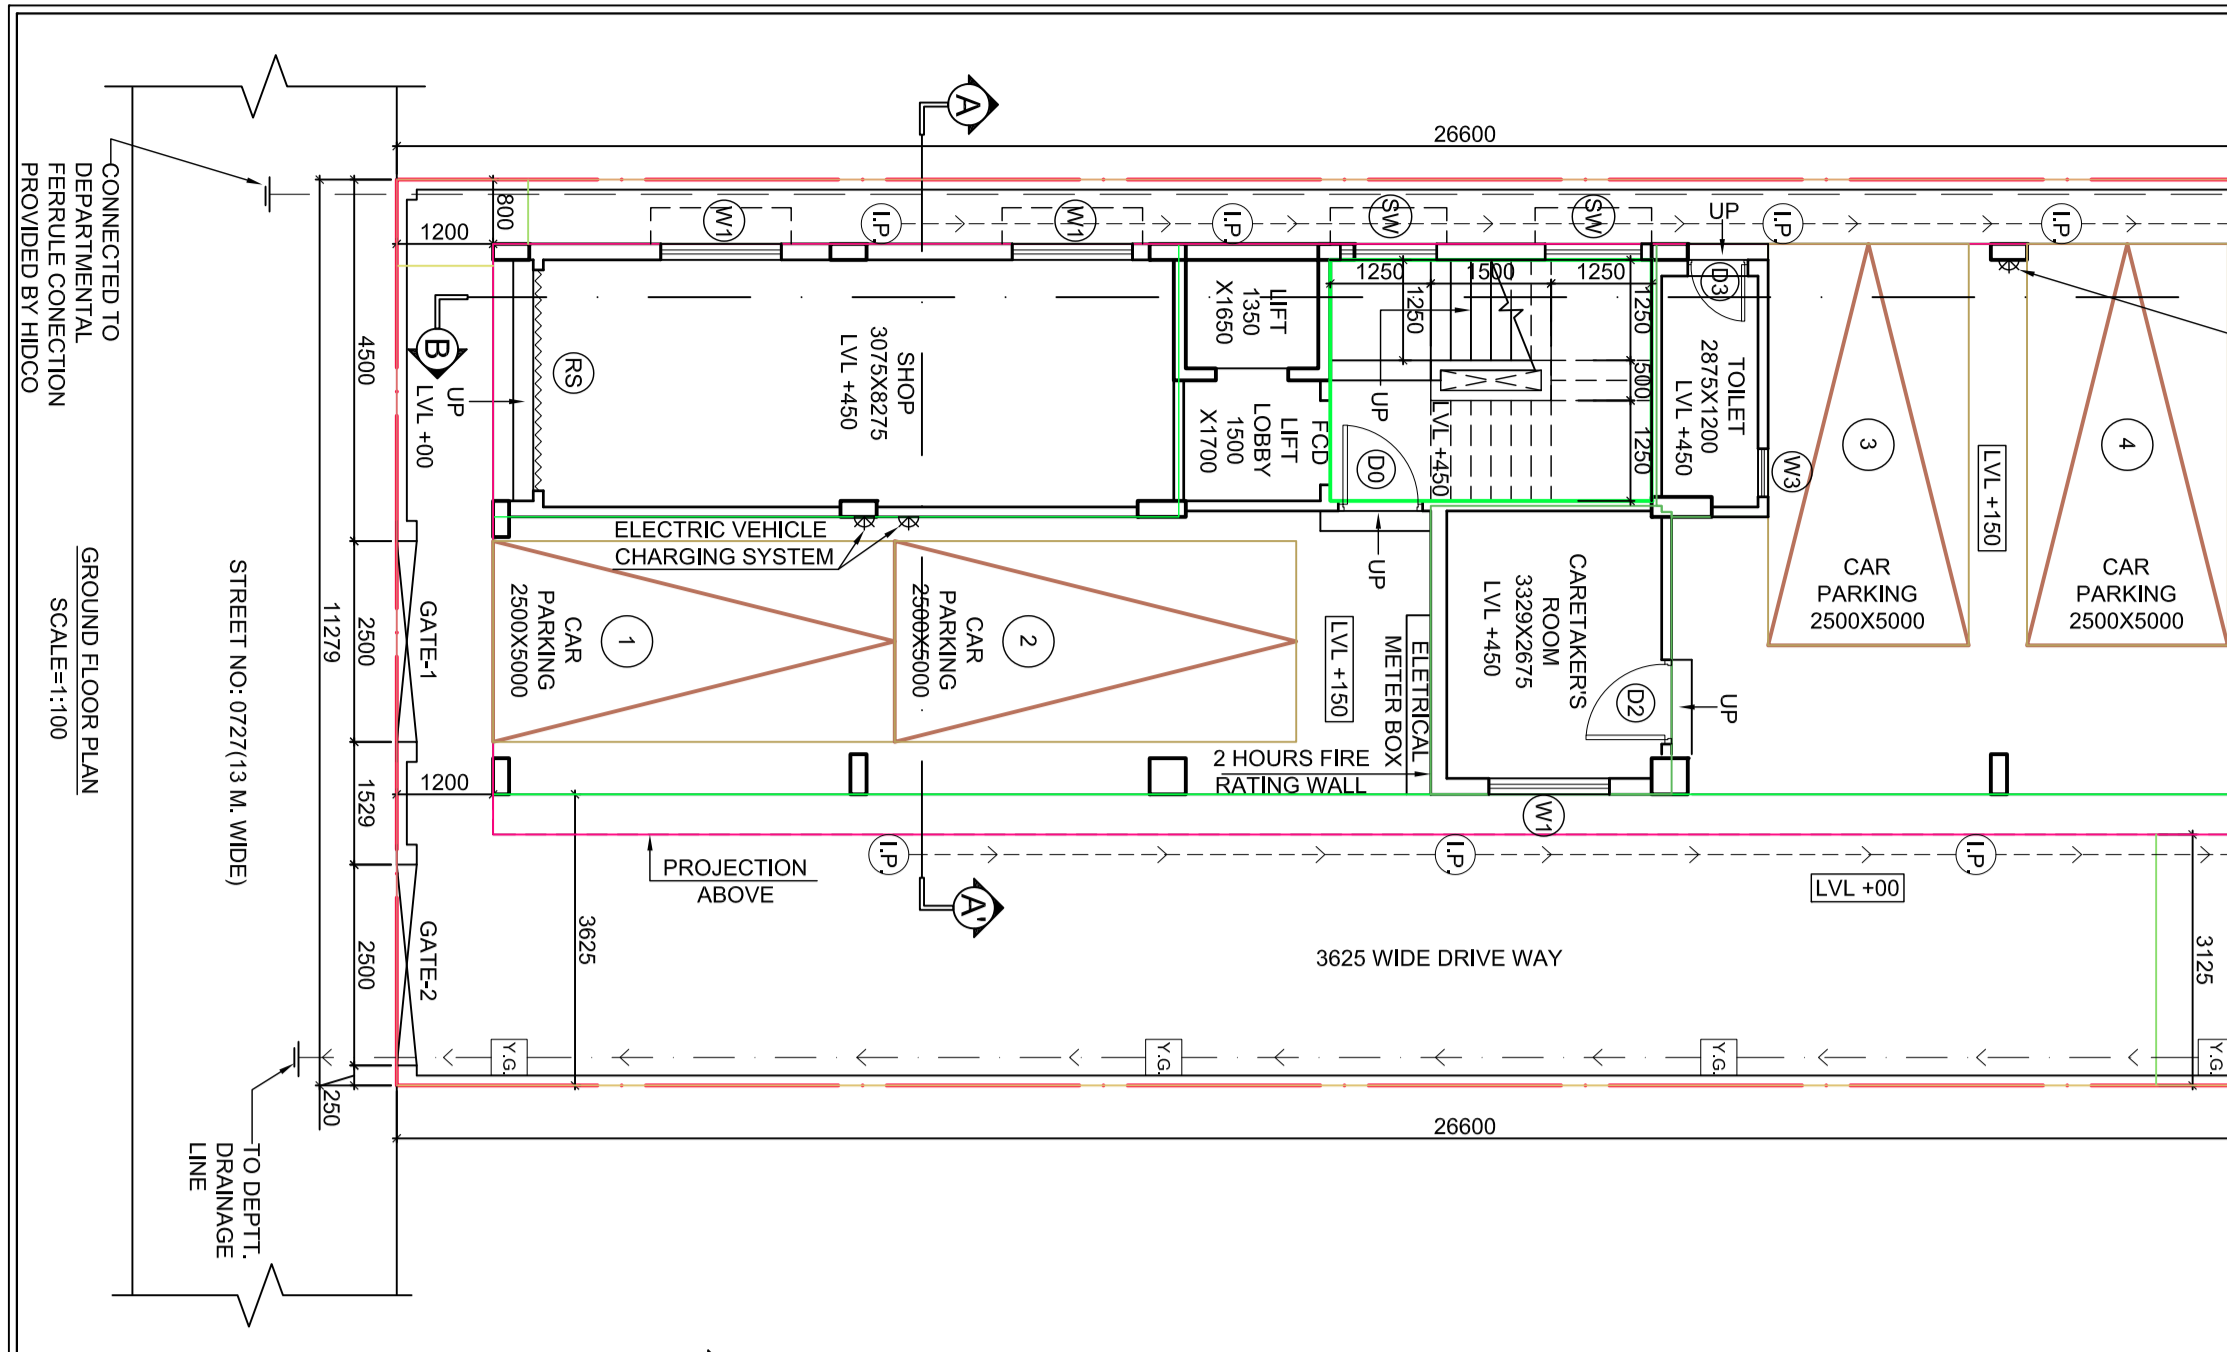 A
26600
CONNECTED TO
DEPARTMENTAL
FERRULE CONECTION
PROVIDED BY HIDCO
800
1200
W1
I.P.
W1
I.P.
SW
SW
UP
I.P.
I.P.
1250
1500
1250
1250
1250
500
1250
LIFT
1350
X1650
D3
TOILET
2875X1200
LVL +450
W3
4500
B
UP
LVL +00
RS
SHOP
3075X8275
LVL +450
LIFT
LOBBY
1500
X1700
FCD
UP
D0
LVL +450
3
CAR
PARKING
2500X5000
LVL +150
4
CAR
PARKING
2500X5000
ELECTRIC VEHICLE
CHARGING SYSTEM
UP
GROUND FLOOR PLAN
SCALE=1:100
STREET NO: 0727(13 M. WIDE)
11279
2500
GATE-1
CAR
PARKING
2500X5000
1
CAR
PARKING
2500X5000
2
LVL +150
ELETRICAL
METER BOX
CARETAKER'S
ROOM
3329X2675
LVL +450
D2
UP
2 HOURS FIRE
RATING WALL
1200
1529
W1
PROJECTION
ABOVE
I.P.
I.P.
I.P.
LVL +00
A'
3625
3625 WIDE DRIVE WAY
3125
2500
GATE-2
Y.G.
Y.G.
Y.G.
Y.G.
250
26600
TO DEPTT.
DRAINAGE
LINE